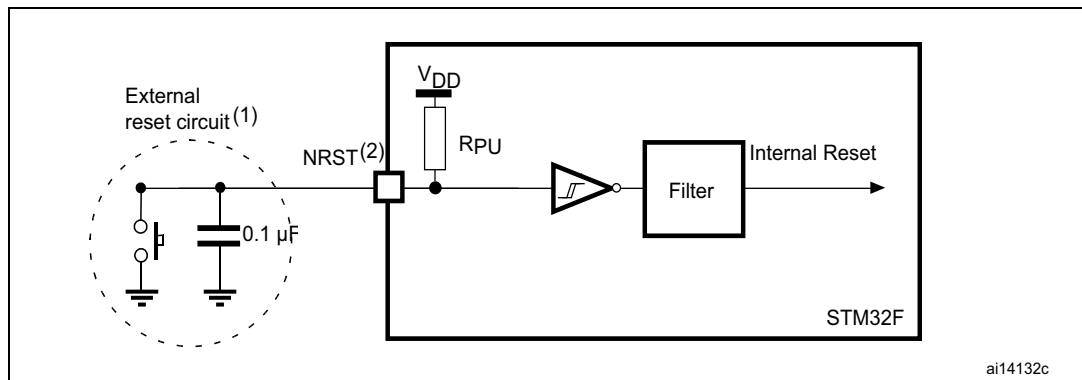 External
reset circuit(1)
NRST(2)
VDD
RPU
0.1 µF
Filter
Internal Reset
STM32F
ai14132c